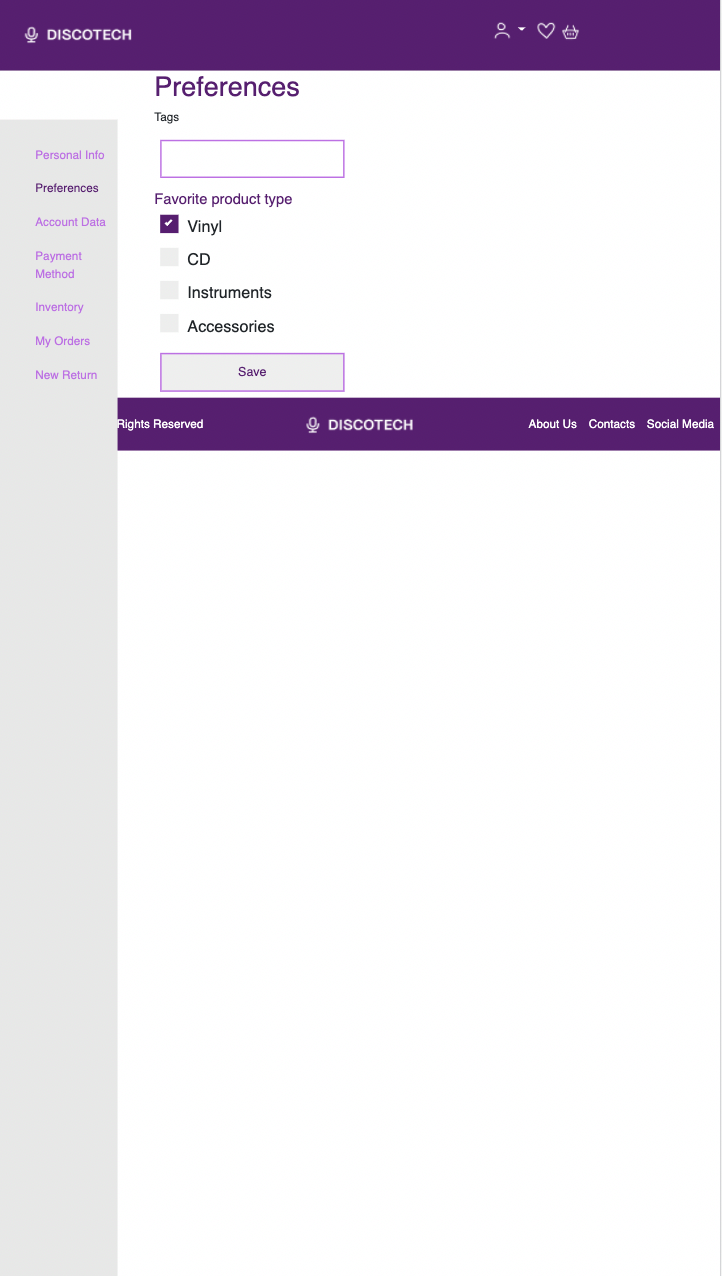 DISCOTECH
Preferences
Tags
Personal Info
Preferences
Account Data
Payment
Method
Inventory
My Orders
New Return
Favorite product type
Vinyl
CD
Instruments
Accessories
Save
Rights Reserved
DISCOTECH
About Us
Contacts
Social Media